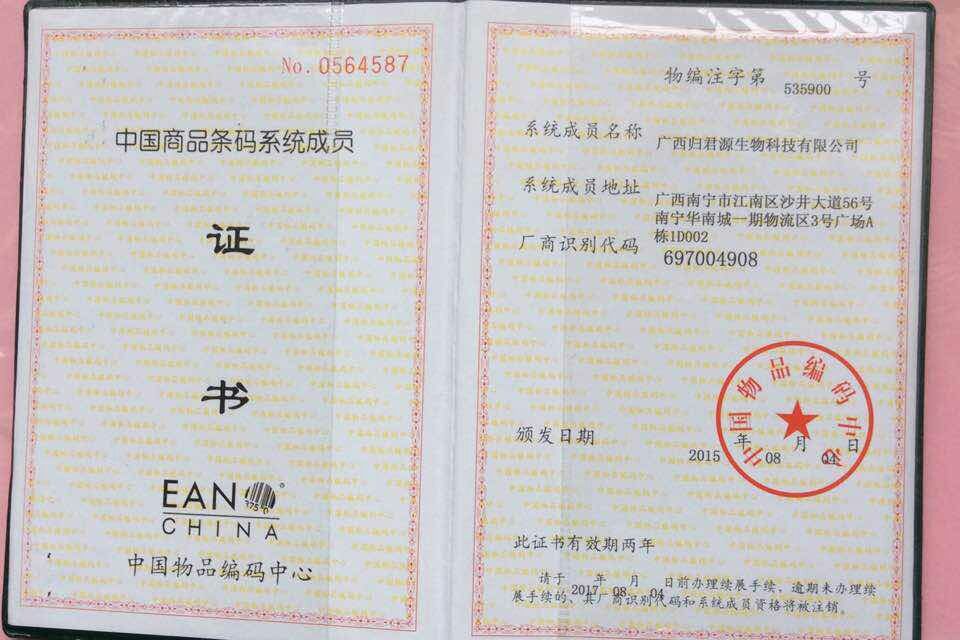 No.0564587
中国商品条码系统成员
证
书
EAN
CHINA
中国物品编码中心
物编注字第 535900 号
系统成员名称 广西归君源生物科技有限公司
系统成员地址 广西南宁市江南区沙井大道56号
南宁华南城一期物流区3号广场A
栋1D002
厂商识别代码 697004908
中国物品编码中心
颁发日期 2015 年 08 月 04 日
此证书有效期两年
请于 2017 年 08 月 04 日前办理续展手续，逾期未办理续
展手续的、其厂商识别代码和系统成员资格将被注销。